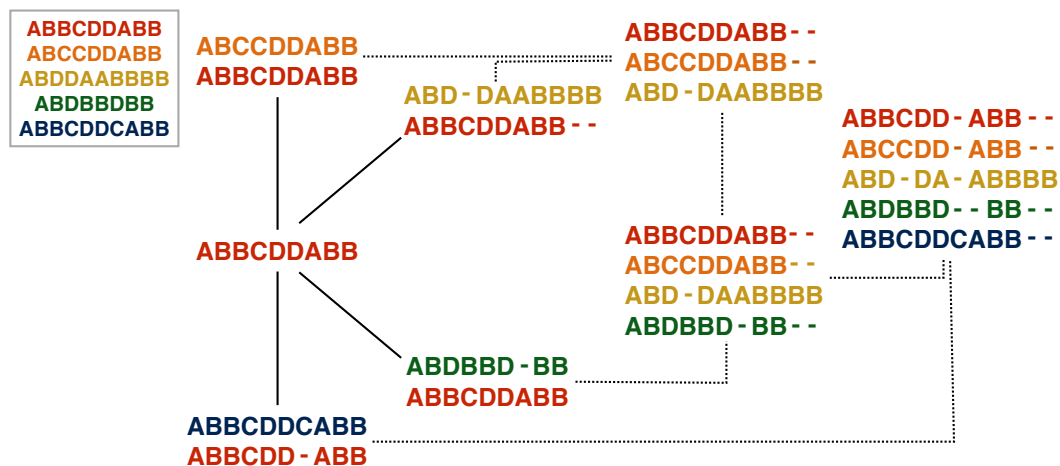 ABBCDDABB
ABCCDDABB
ABDDAABBBB
ABDBBDBB
ABBCDDCABB
ABCCDDABB
ABBCDDABB
ABD-DAABBBB
ABBCDDABB--
ABBCDDABB--
ABCCDDABB--
ABD-DAABBBB
ABBCDD-ABB--
ABCCDD-ABB--
ABD-DA-ABBBB
ABDBBD--BB--
ABBCDDCABB--
ABBCDDABB
ABBCDDABB--
ABCCDDABB--
ABD-DAABBBB
ABDBBD-BB--
ABDBBD-BB
ABBCDDABB
ABBCDDCABB
ABBCDD-ABB